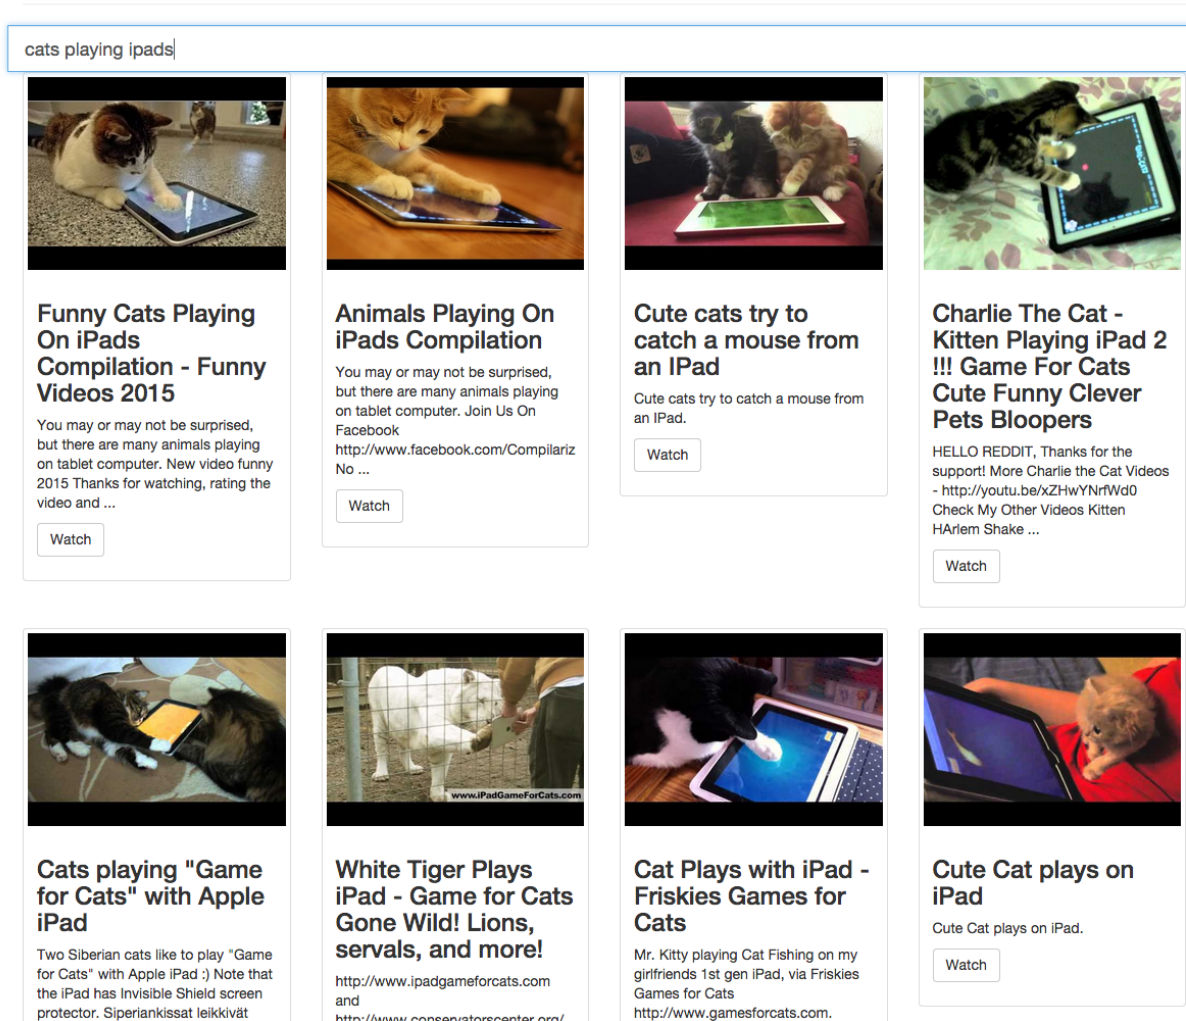 cats playing ipads
Funny Cats Playing
On iPads
Compilation - Funny
Videos 2015
You may or may not be surprised,
but there are many animals playing
on tablet computer. New video funny
2015 Thanks for watching, rating the
video and ...
Watch
Animals Playing On
iPads Compilation
You may or may not be surprised,
but there are many animals playing
on tablet computer. Join Us On
Facebook
http://www.facebook.com/Compilariz
No ...
Watch
Cute cats try to
catch a mouse from
an IPad
Cute cats try to catch a mouse from
an IPad.
Watch
Charlie The Cat -
Kitten Playing iPad 2
!!! Game For Cats
Cute Funny Clever
Pets Bloopers
HELLO REDDIT, Thanks for the
support! More Charlie the Cat Videos
- http://youtu.be/xZHwYNrfWd0
Check My Other Videos Kitten
HArlem Shake ...
Watch
Cats playing "Game
for Cats" with Apple
iPad
Two Siberian cats like to play "Game
for Cats" with Apple iPad :) Note that
the iPad has Invisible Shield screen
protector. Siperiankissat leikkivät
www.iPadGameForCats.com
White Tiger Plays
iPad - Game for Cats
Gone Wild! Lions,
servals, and more!
http://www.ipadgameforcats.com
and
http://www.conservatorscenter.org/
Cat Plays with iPad -
Friskies Games for
Cats
Mr. Kitty playing Cat Fishing on my
girlfriends 1st gen iPad, via Friskies
Games for Cats
http://www.gamesforcats.com.
Cute Cat plays on
iPad
Cute Cat plays on iPad.
Watch